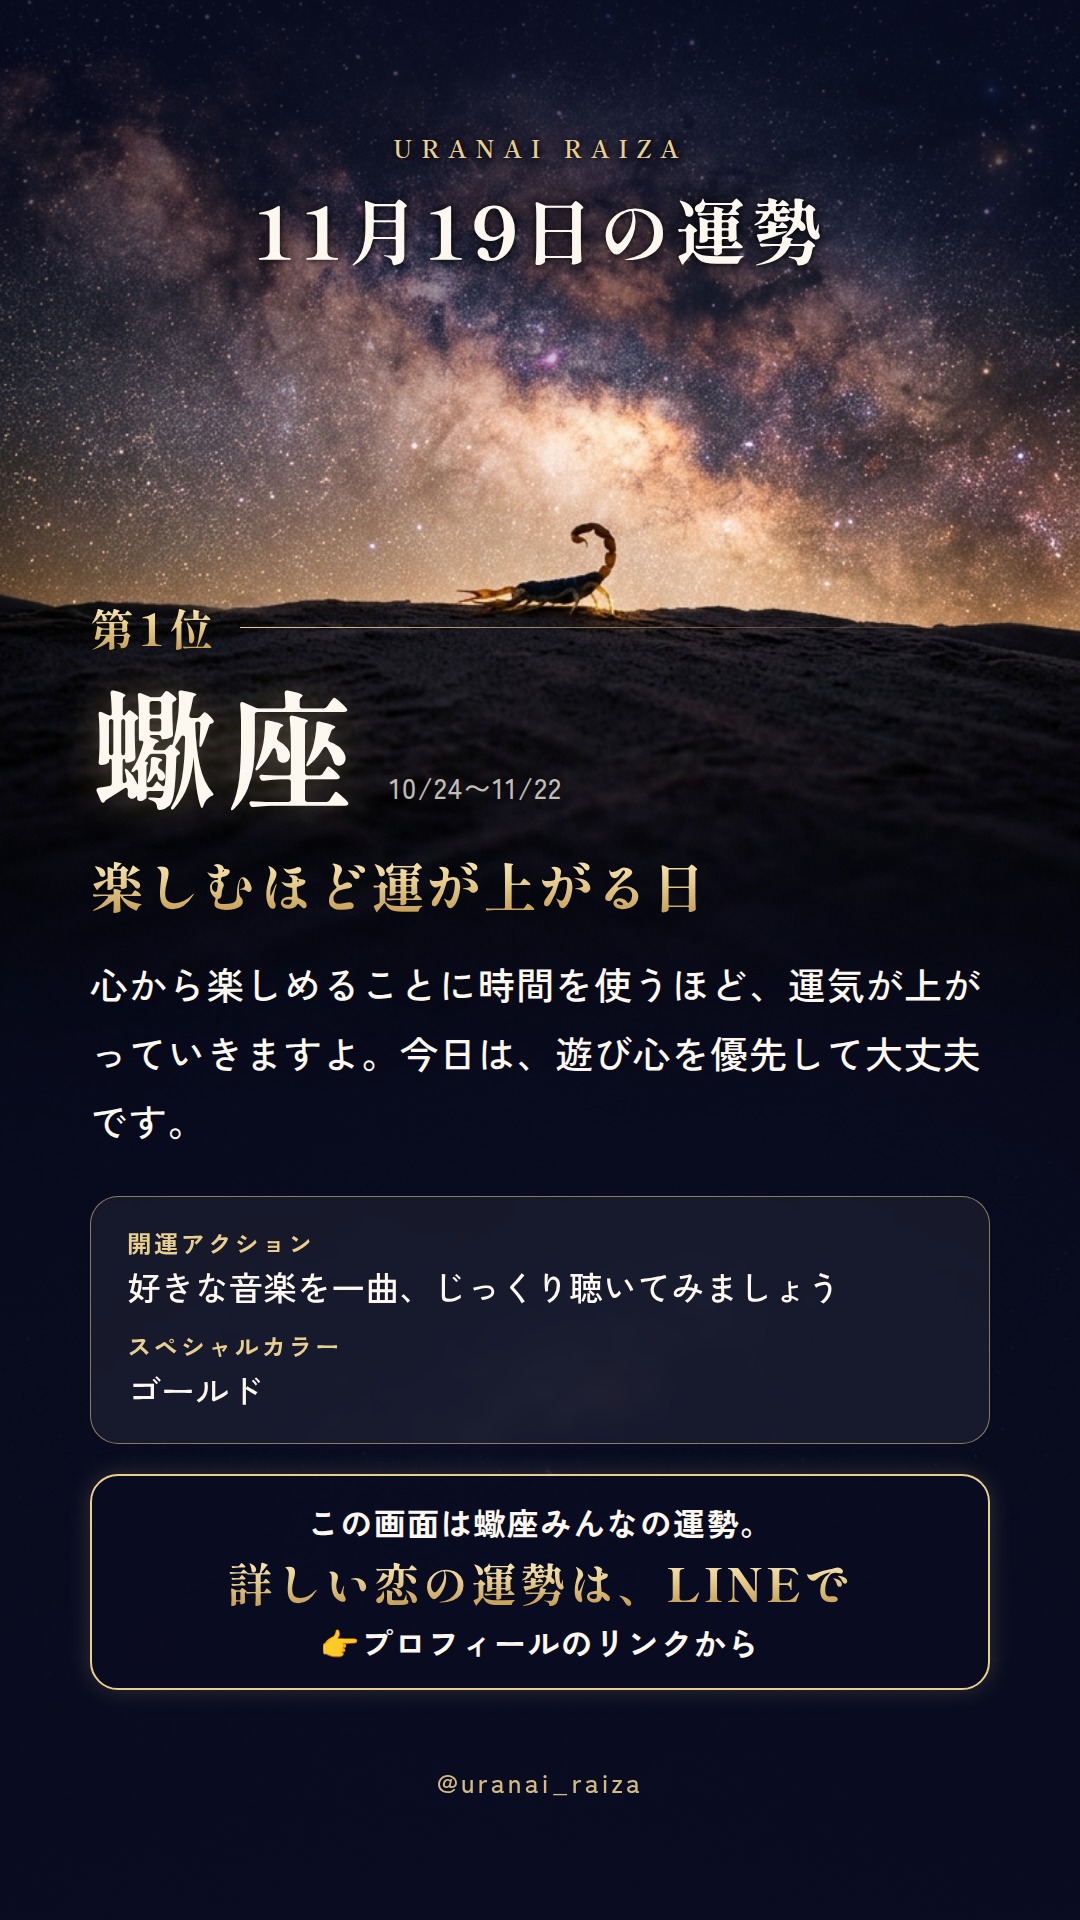 URANAI RAIZA
11月19日の運勢
第1位
蠍座 10/24〜11/22
楽しむほど運が上がる日
心から楽しめることに時間を使うほど、運気が上が
っていきますよ。今日は、遊び心を優先して大丈夫
です。
開運アクション
好きな音楽を一曲、じっくり聴いてみましょう
スペシャルカラー
ゴールド
この画面は蠍座みんなの運勢。
詳しい恋の運勢は、LINEで
👉プロフィールのリンクから
@uranai_raiza